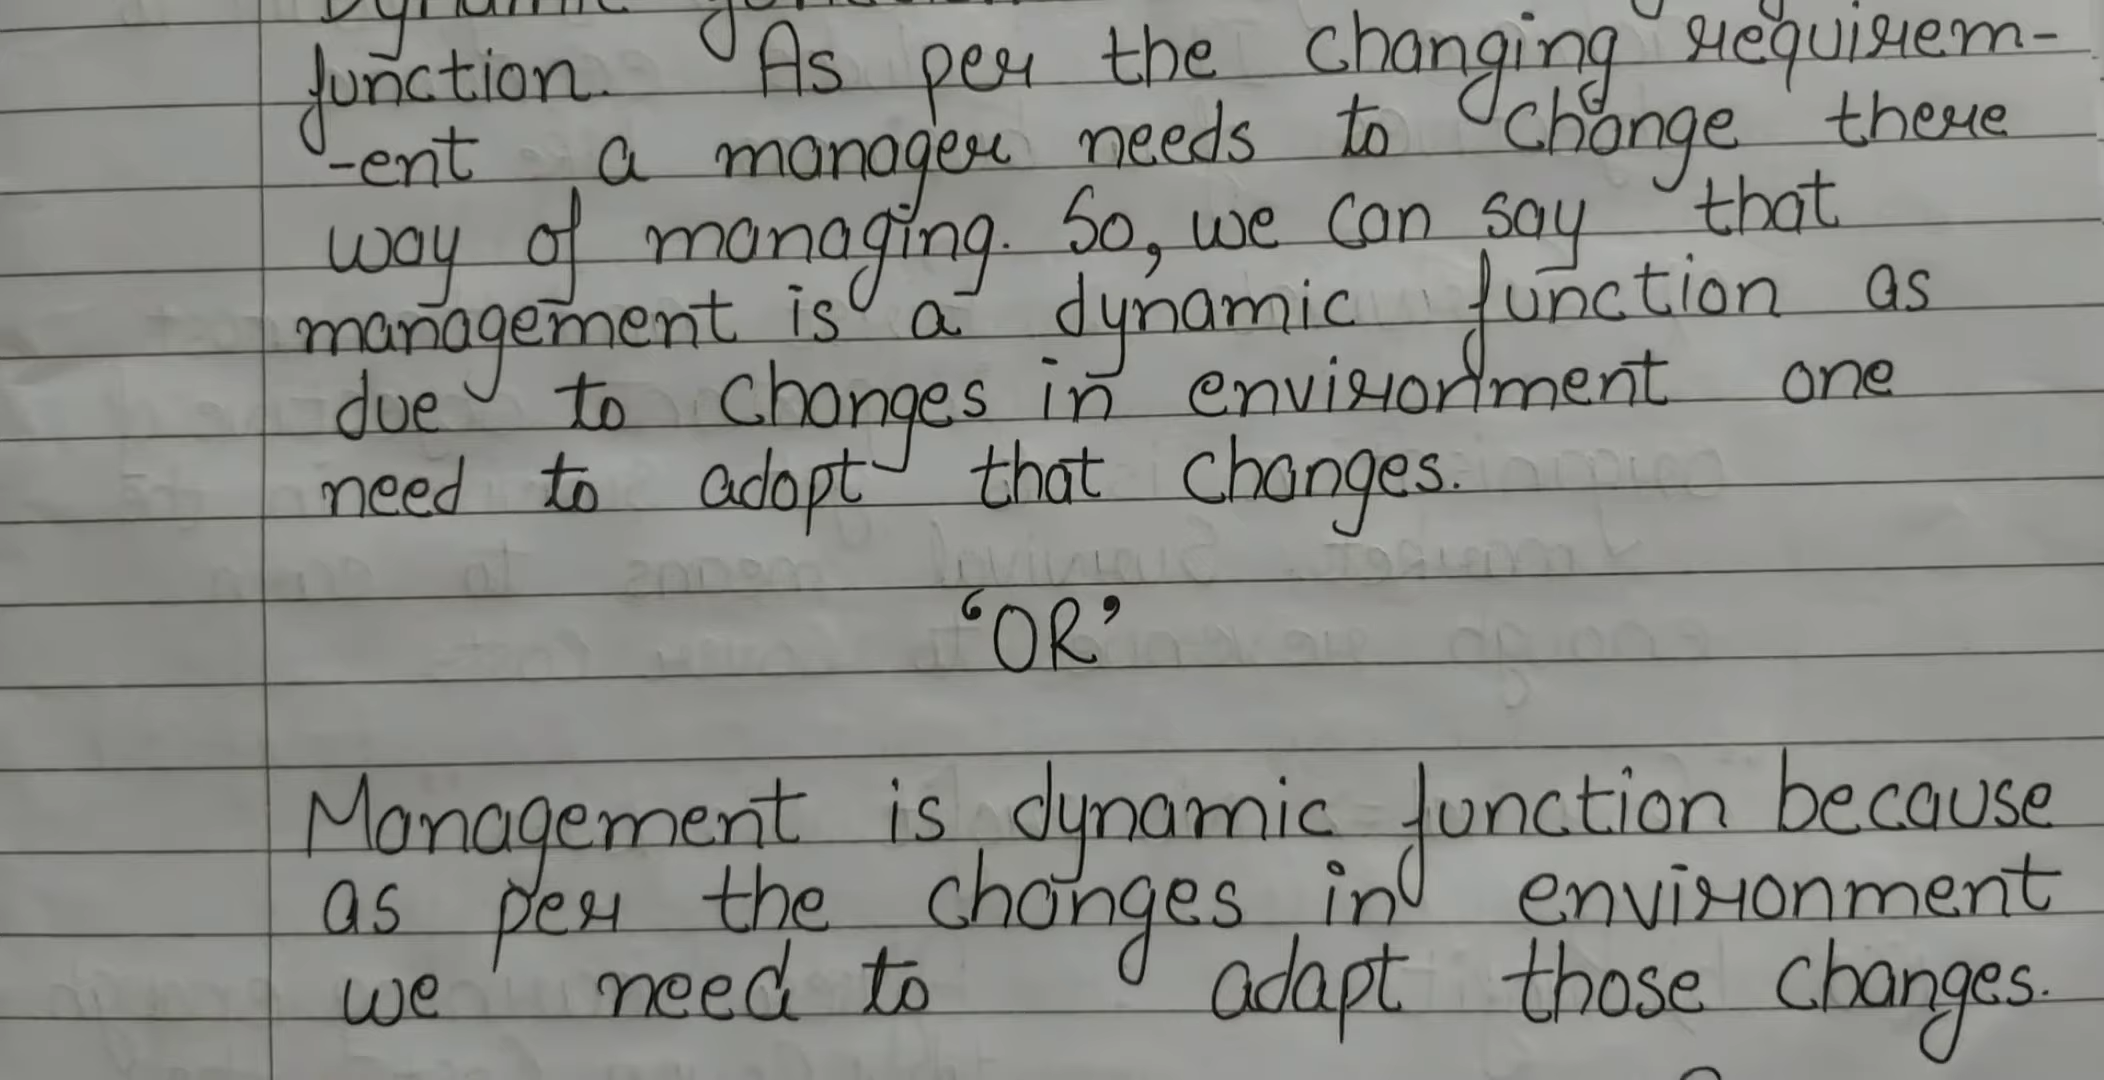 Dynamic
function. As per the changing requirem-
-ent a manager needs to change there
way of managing. So, we can say that
management is a dynamic function as
due to changes in environment one
need to adopt that changes.
‘OR’
Management is dynamic function because
as per the changes in environment
we need to adapt those changes.